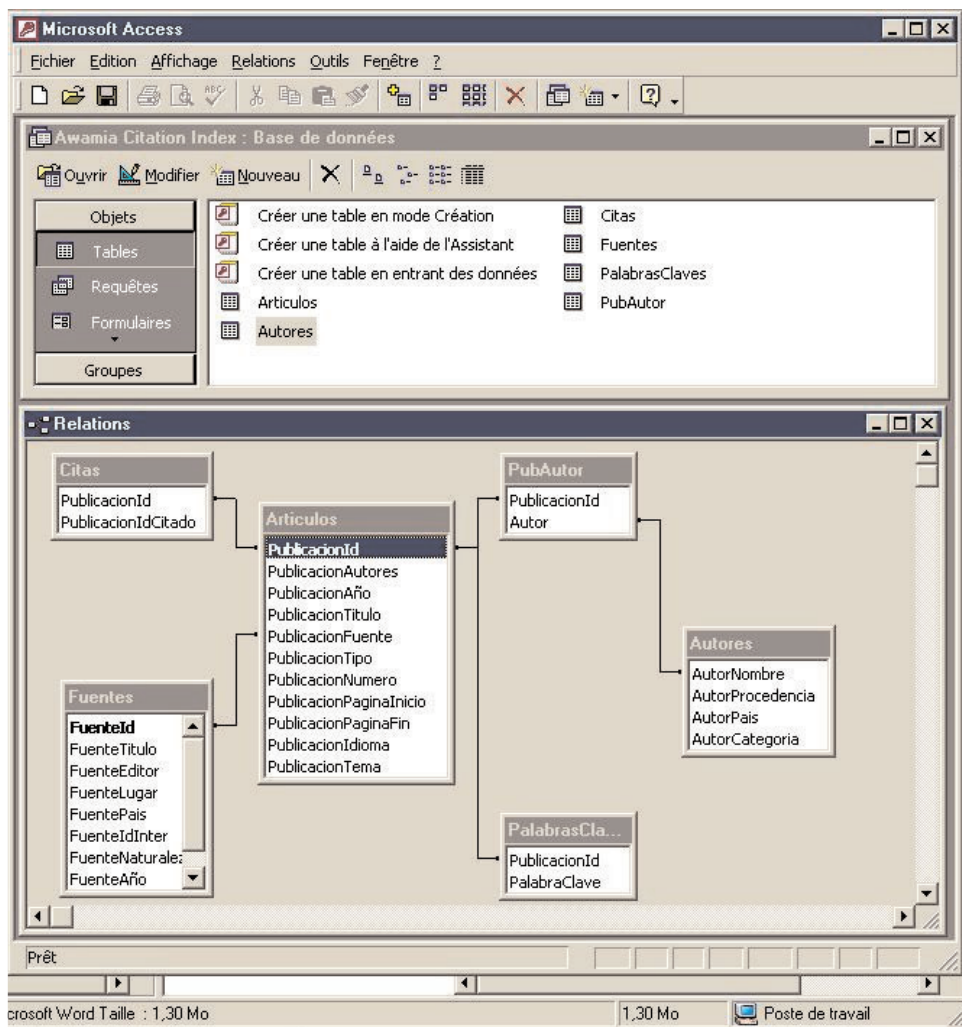 Microsoft Access
Fichier Edition Affichage Relations Outils Fenêtre ?
ABC
Awamia Citation Index : Base de données
Ouvrir Modifier Nouveau
Objets
Tables
Requêtes
Formulaires
Groupes
Créer une table en mode Création
Créer une table à l'aide de l'Assistant
Créer une table en entrant des données
Articulos
Autores
Citas
Fuentes
PalabrasClaves
PubAutor
Relations
Citas
PublicacionId
PublicacionIdCitado
Articulos
PublicacionId
PublicacionAutores
PublicacionAño
PublicacionTitulo
PublicacionFuente
PublicacionTipo
PublicacionNumero
PublicacionPaginaInicio
PublicacionPaginaFin
PublicacionIdioma
PublicacionTema
PubAutor
PublicacionId
Autor
Autores
AutorNombre
AutorProcedencia
AutorPais
AutorCategoria
Fuentes
FuenteId
FuenteTitulo
FuenteEditor
FuenteLugar
FuentePais
FuenteIdInter
FuenteNaturalez
FuenteAño
PalabrasCla...
PublicacionId
PalabraClave
Prêt
crosoft Word Taille : 1,30 Mo
1,30 Mo
Poste de travail